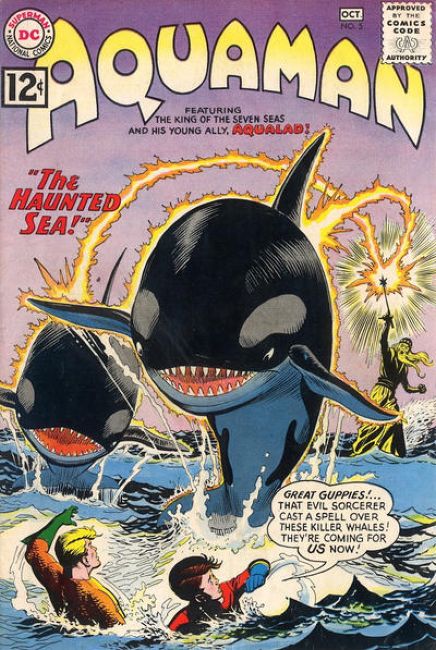 SUPERMAN
DC
NATIONAL COMICS
OCT.
NO. 5
APPROVED
BY THE
COMICS
CODE
CA
AUTHORITY
12¢
AQUAMAN
FEATURING
THE KING OF THE SEVEN SEAS
AND HIS YOUNG ALLY, AQUALAD!
"The
HAUNTED
SEA!"
GREAT GUPPIES!...
THAT EVIL SORCERER
CAST A SPELL OVER
THESE KILLER WHALES!
THEY'RE COMING FOR
US NOW!